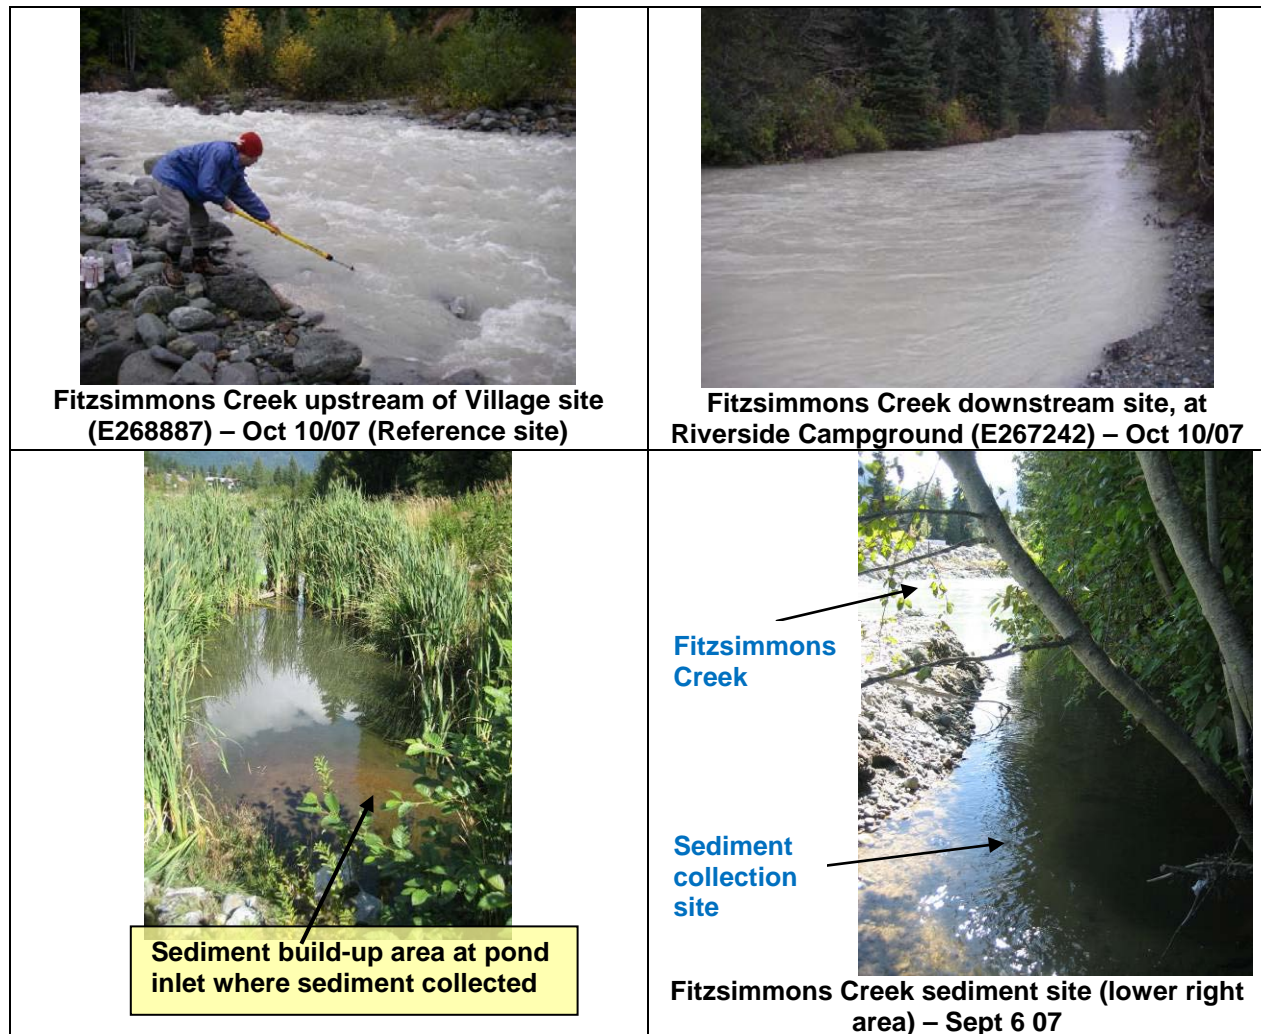 Fitzsimmons Creek upstream of Village site
(E268887) – Oct 10/07 (Reference site)
Fitzsimmons Creek downstream site, at
Riverside Campground (E267242) – Oct 10/07
Sediment build-up area at pond
inlet where sediment collected
Fitzsimmons
Creek
Sediment
collection
site
Fitzsimmons Creek sediment site (lower right
area) – Sept 6 07